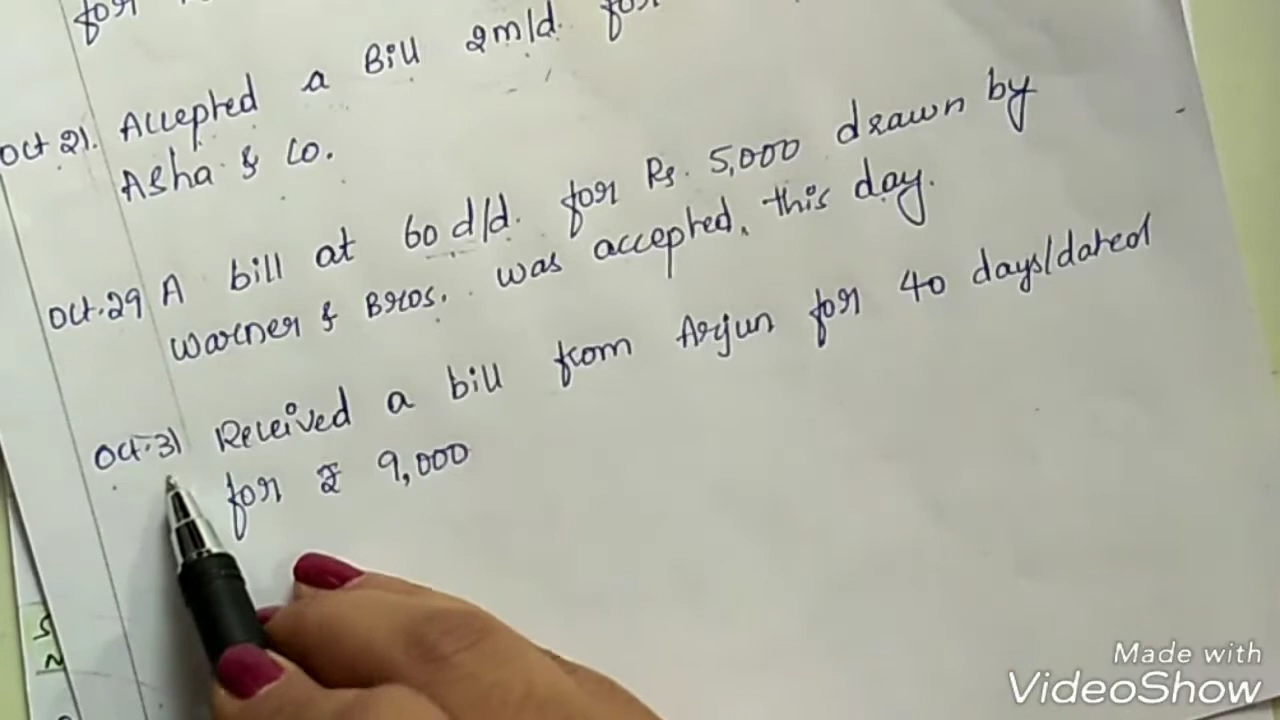 for
Oct 21. Accepted a Bill 2m/d. for
Asha & Co.
Oct.29 A bill at 60 d/d. for Rs. 5,000 drawn by
Warner & Bros. was accepted, this day.
Oct.31 Received a bill from Arjun for 40 days/dated
for ₹ 9,000
Made with
VideoShow